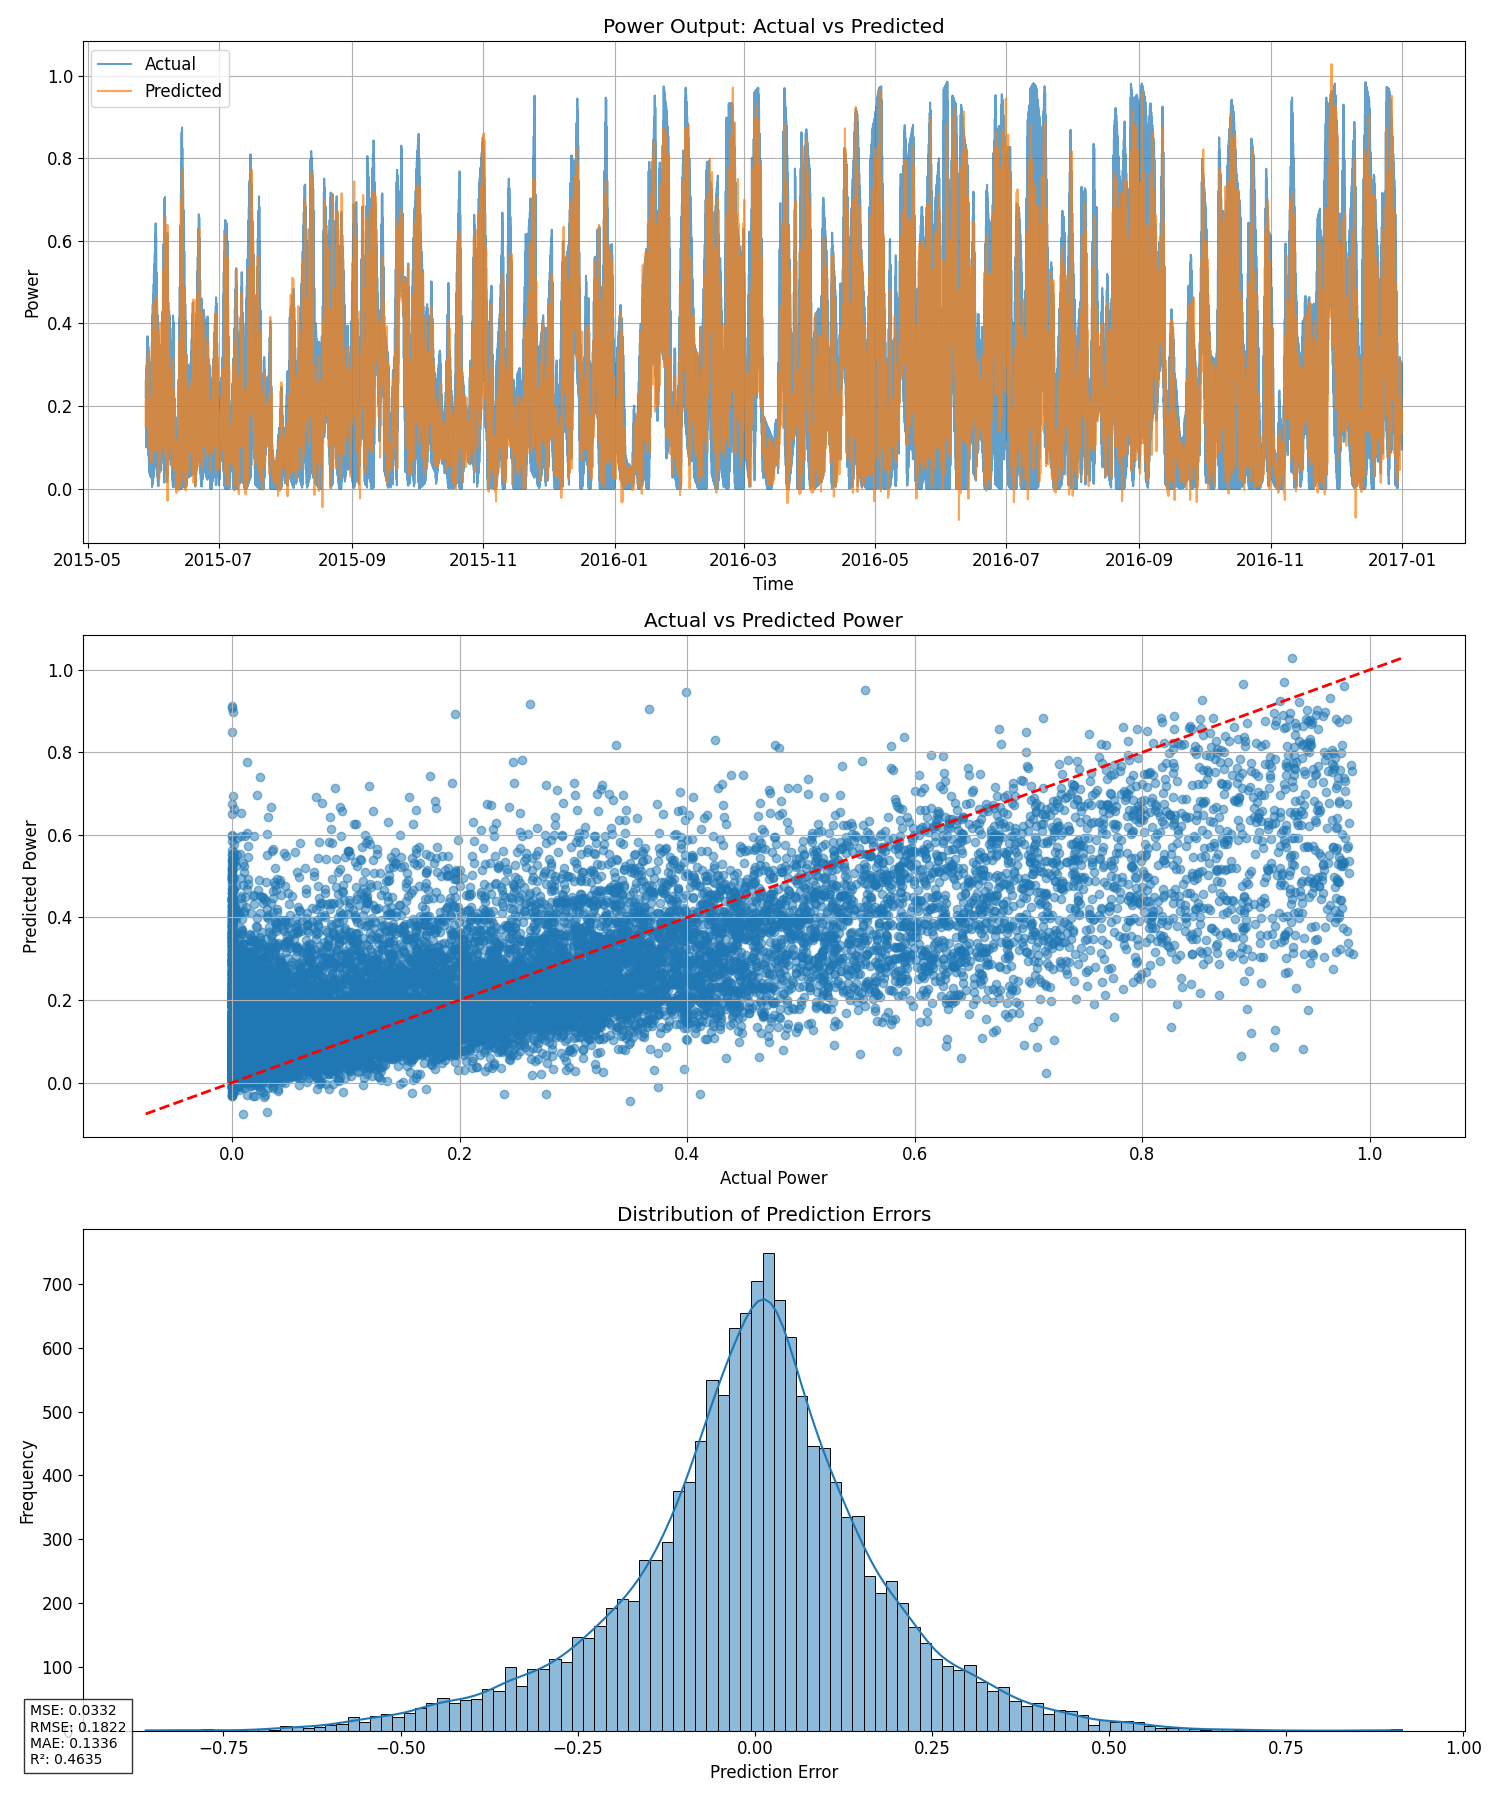 Power Output: Actual vs Predicted
Actual
Predicted
1.0
0.8
0.6
0.4
0.2
0.0
Power
2015-05 2015-07 2015-09 2015-11 2016-01 2016-03 2016-05 2016-07 2016-09 2016-11 2017-01
Time
Actual vs Predicted Power
1.0
0.8
0.6
0.4
0.2
0.0
Predicted Power
0.0 0.2 0.4 0.6 0.8 1.0
Actual Power
Distribution of Prediction Errors
700
600
500
400
300
200
100
Frequency
−0.75 −0.50 −0.25 0.00 0.25 0.50 0.75 1.00
Prediction Error
MSE: 0.0332
RMSE: 0.1822
MAE: 0.1336
R²: 0.4635